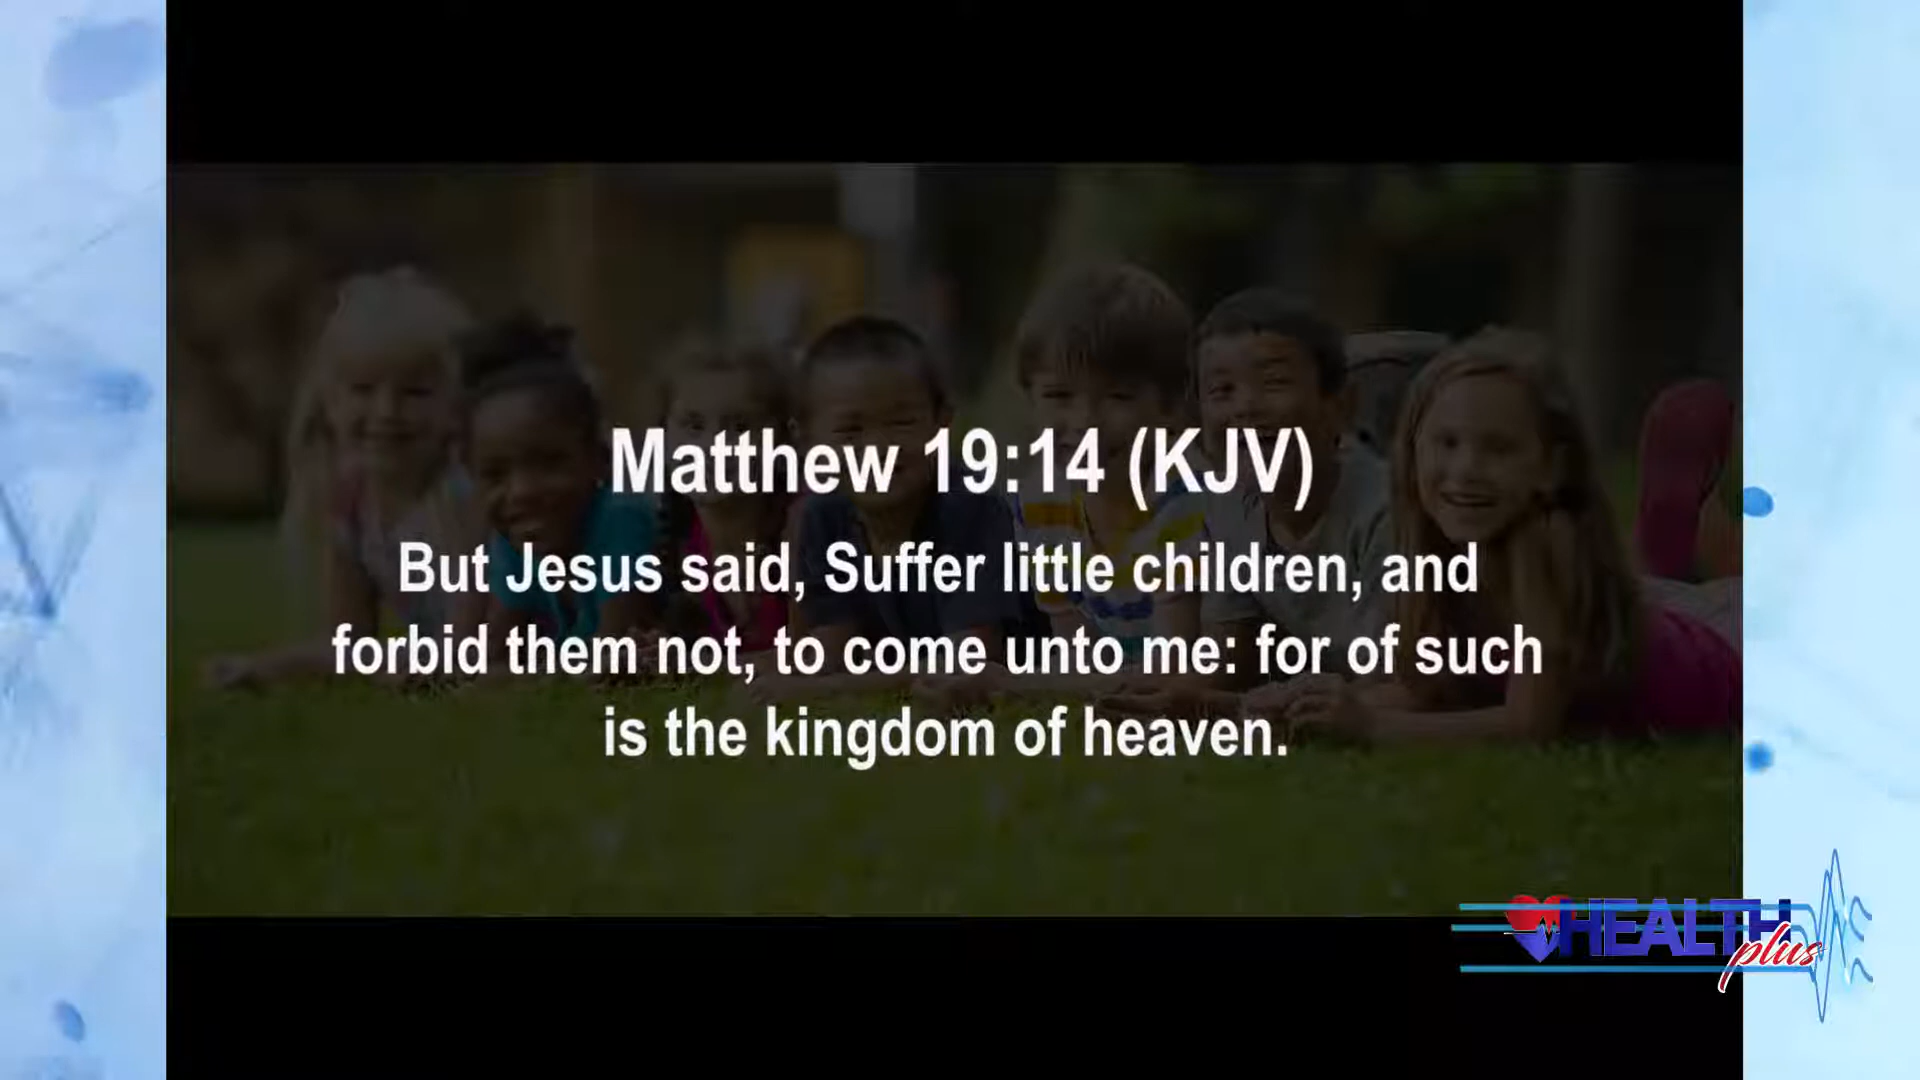 Matthew 19:14 (KJV)
But Jesus said, Suffer little children, and
forbid them not, to come unto me: for of such
is the kingdom of heaven.
HEALTH
plus